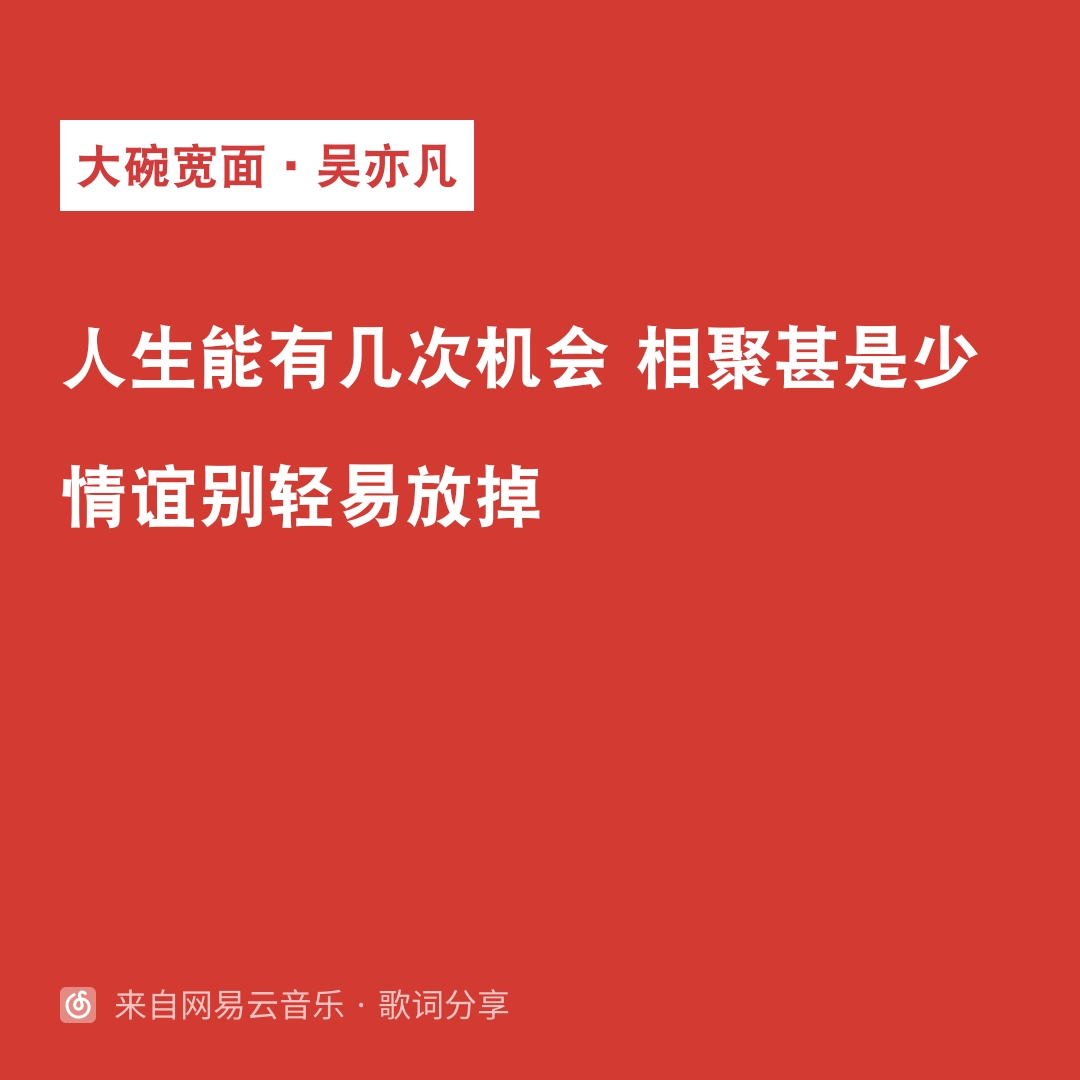 大碗宽面 · 吴亦凡
人生能有几次机会 相聚甚是少
情谊别轻易放掉
来自网易云音乐 · 歌词分享